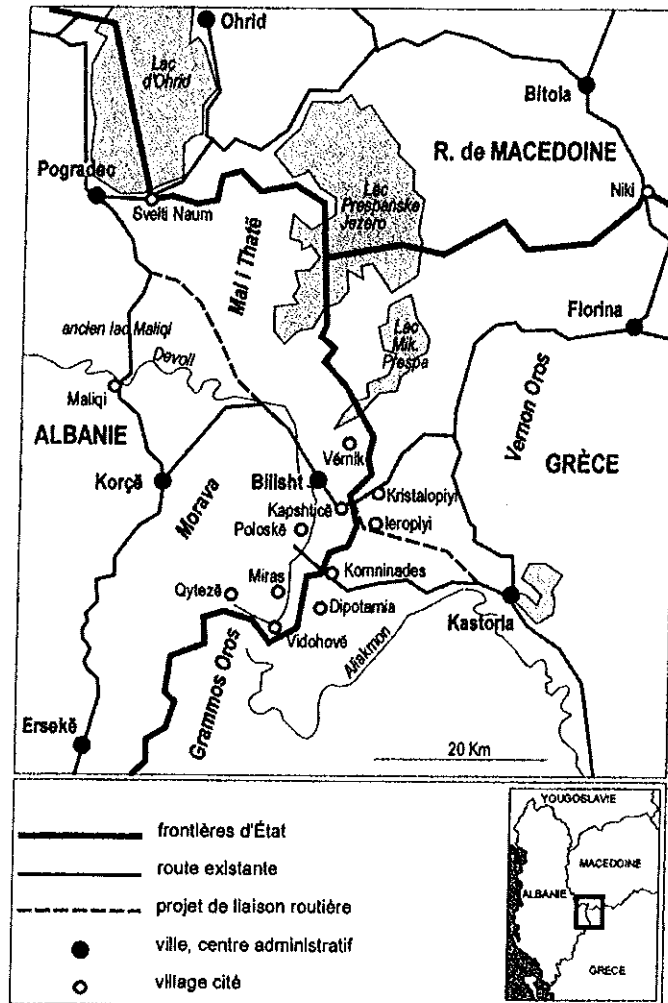 Ohrid
Lac
d'Ohrid
Bitola
R. de MACEDOINE
Pogradec
Lac
Prespanske
Jezero
Niki
Sveti Naum
Mal i Thatë
Florina
ancien lac Maliqi
Devoll
Lac
Mik.
Prespa
Maliqi
Vernon Oros
ALBANIE
Vërnik
GRÈCE
Korçë
Bilisht
Kristalopiyi
Morava
Kapshticë
Ieropiyi
Poloskë
Miras
Komninades
Qytezë
Dipotamia
Kastoria
Vidohovë
Aliakmon
Grammos Oros
Ersekë
20 Km
frontières d'État
route existante
projet de liaison routière
ville, centre administratif
village cité
YOUGOSLAVIE
MACEDOINE
ALBANIE
GRECE